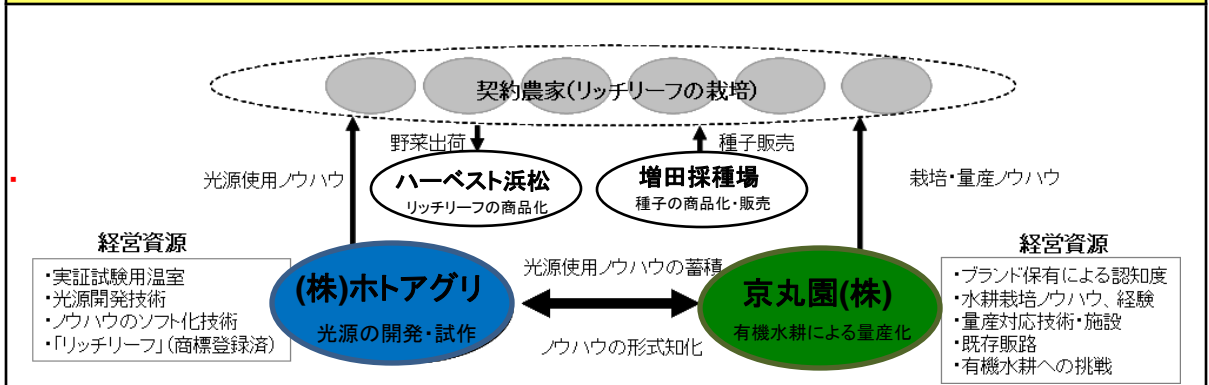 契約農家(リッチリーフの栽培)
野菜出荷
種子販売
光源使用ノウハウ
ハーベスト浜松
リッチリーフの商品化
増田採種場
種子の商品化・販売
栽培・量産ノウハウ
経営資源
・実証試験用温室
・光源開発技術
・ノウハウのソフト化技術
・「リッチリーフ」(商標登録済)
(株)ホトアグリ
光源の開発・試作
光源使用ノウハウの蓄積
ノウハウの形式知化
京丸園(株)
有機水耕による量産化
経営資源
・ブランド保有による認知度
・水耕栽培ノウハウ、経験
・量産対応技術・施設
・既存販路
・有機水耕への挑戦